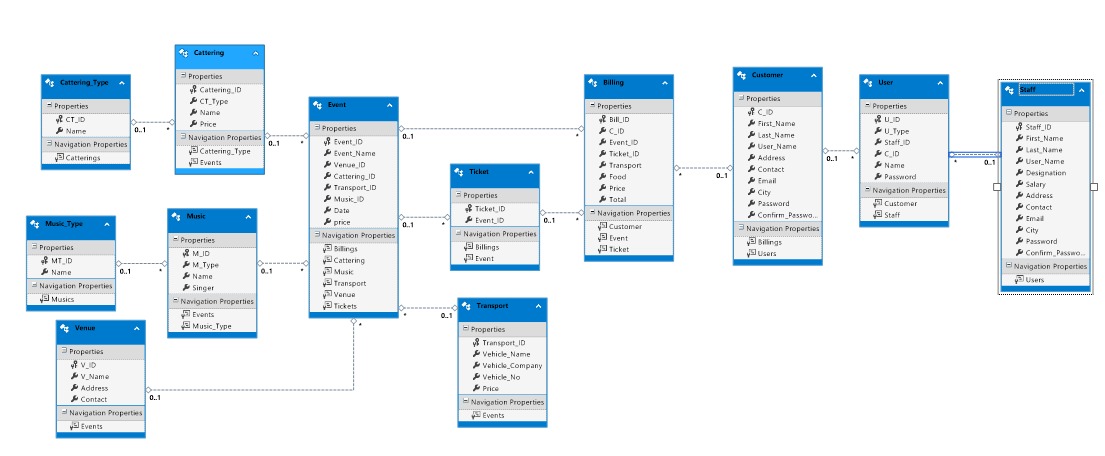 Cattering_Type
Properties
CT_ID
Name
Navigation Properties
Catterings
0..1
*
Cattering
Properties
Cattering_ID
CT_Type
Name
Price
Navigation Properties
Cattering_Type
Events
0..1
*
Music_Type
Properties
MT_ID
Name
Navigation Properties
Musics
0..1
*
Music
Properties
M_ID
M_Type
Name
Singer
Navigation Properties
Events
Music_Type
0..1
*
Venue
Properties
V_ID
V_Name
Address
Contact
Navigation Properties
Events
0..1
*
Event
Properties
Event_ID
Event_Name
Venue_ID
Cattering_ID
Transport_ID
Music_ID
Date
price
Navigation Properties
Billings
Cattering
Music
Transport
Venue
Tickets
0..1
*
0..1
*
*
0..1
Ticket
Properties
Ticket_ID
Event_ID
Navigation Properties
Billings
Event
0..1
*
Transport
Properties
Transport_ID
Vehicle_Name
Vehicle_Company
Vehicle_No
Price
Navigation Properties
Events
Billing
Properties
Bill_ID
C_ID
Event_ID
Ticket_ID
Transport
Food
Price
Total
Navigation Properties
Customer
Event
Ticket
*
0..1
Customer
Properties
C_ID
First_Name
Last_Name
User_Name
Address
Contact
Email
City
Password
Confirm_Passwo...
Navigation Properties
Billings
Users
0..1
*
User
Properties
U_ID
U_Type
Staff_ID
C_ID
Name
Password
Navigation Properties
Customer
Staff
*
0..1
Staff
Properties
Staff_ID
First_Name
Last_Name
User_Name
Designation
Salary
Address
Contact
Email
City
Password
Confirm_Passwo...
Navigation Properties
Users